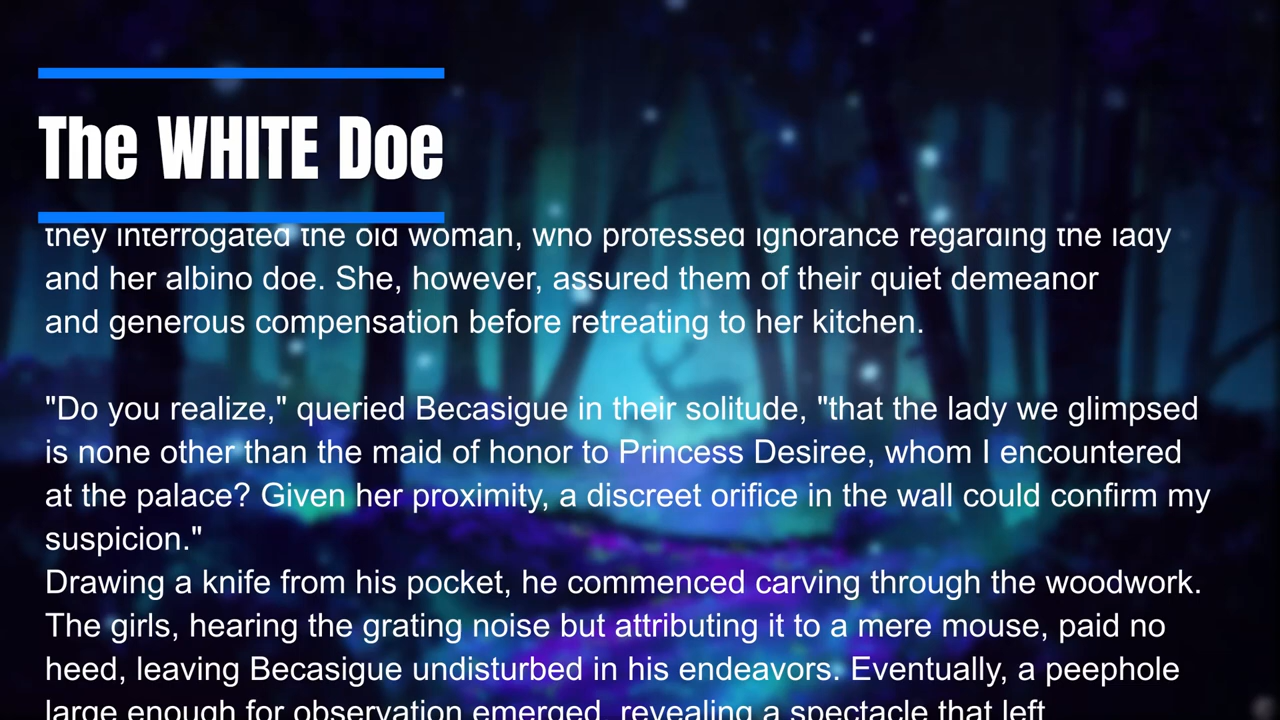 The WHITE Doe
they interrogated the old woman, who professed ignorance regarding the lady
and her albino doe. She, however, assured them of their quiet demeanor
and generous compensation before retreating to her kitchen.
"Do you realize," queried Becasigue in their solitude, "that the lady we glimpsed
is none other than the maid of honor to Princess Desiree, whom I encountered
at the palace? Given her proximity, a discreet orifice in the wall could confirm my
suspicion."
Drawing a knife from his pocket, he commenced carving through the woodwork.
The girls, hearing the grating noise but attributing it to a mere mouse, paid no
heed, leaving Becasigue undisturbed in his endeavors. Eventually, a peephole
large enough for observation emerged, revealing a spectacle that left